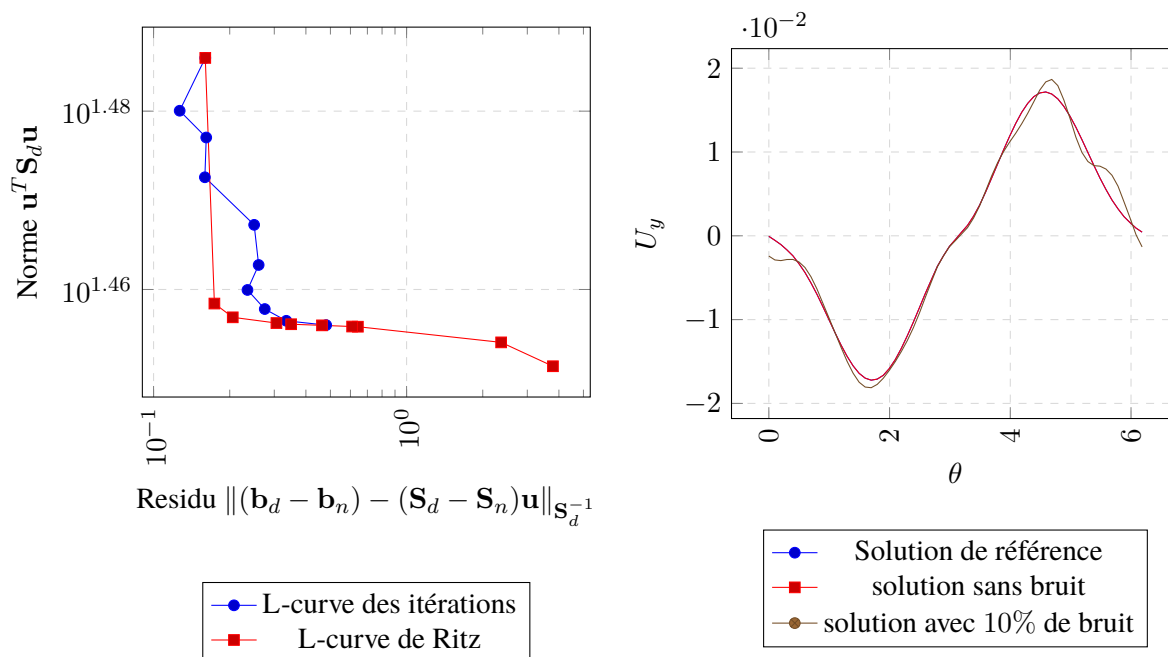 10^{1.48}
10^{1.46}
Norme u^T S_d u
10^{-1}
10^0
Residu ‖(b_d − b_n) − (S_d − S_n)u‖_{S_d^{-1}}
L-curve des itérations
L-curve de Ritz
·10^{−2}
2
1
0
−1
−2
U_y
0
2
4
6
θ
Solution de référence
solution sans bruit
solution avec 10% de bruit